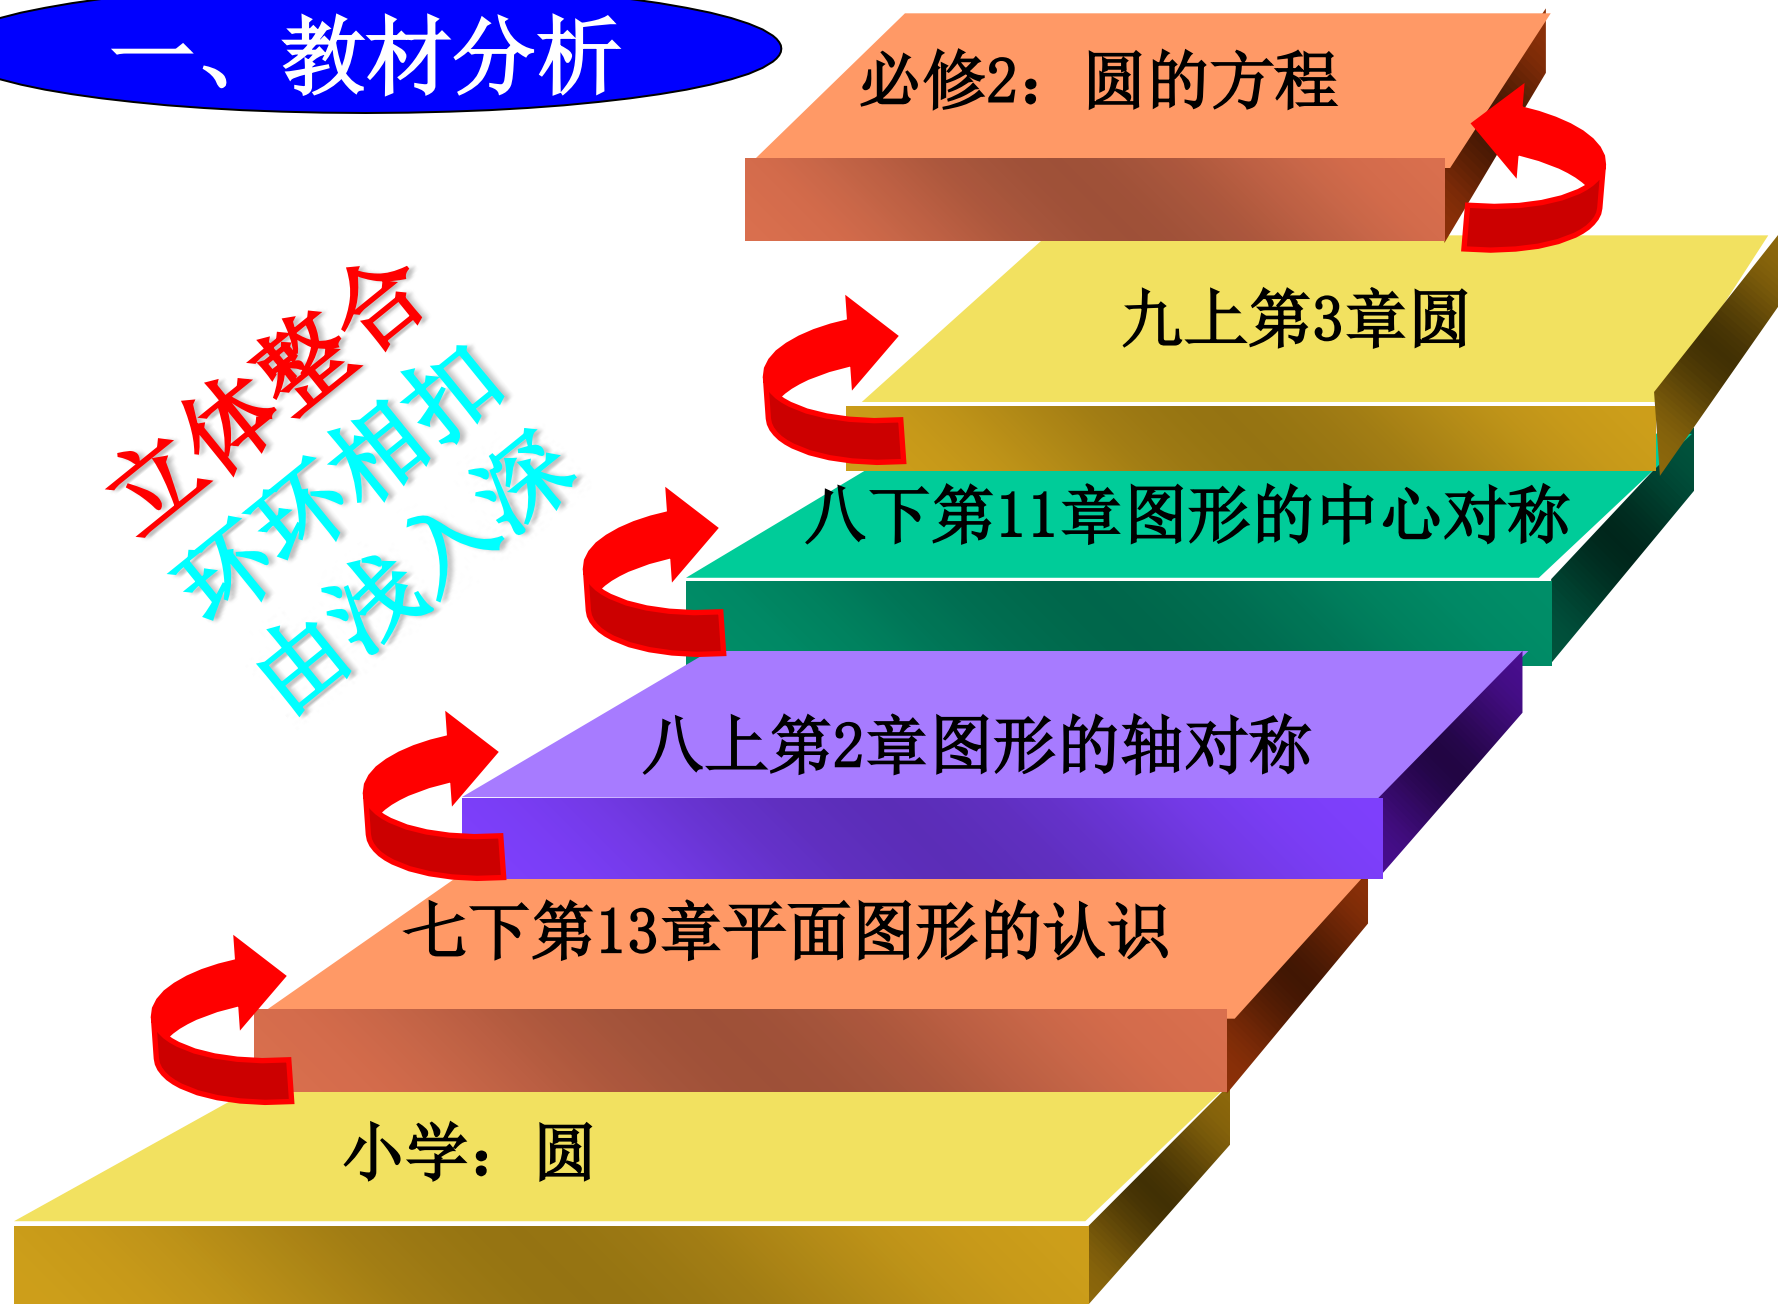 一、教材分析
必修2：圆的方程
九上第3章圆
八下第11章图形的中心对称
八上第2章图形的轴对称
七下第13章平面图形的认识
小学：圆
立体整合
环环相扣
由浅入深